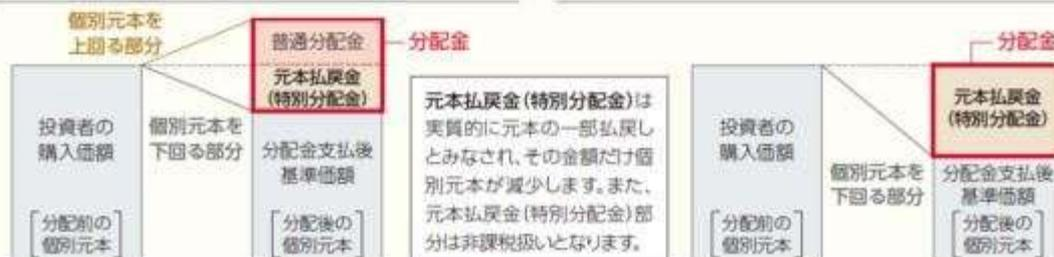 個別元本を
上回る部分
普通分配金
分配金
元本払戻金
(特別分配金)
投資者の
購入価額
個別元本を
下回る部分
分配金支払後
基準価額
分配前の
個別元本
分配後の
個別元本
元本払戻金(特別分配金)は
実質的に元本の一部払戻し
とみなされ、その金額だけ個
別元本が減少します。また、
元本払戻金(特別分配金)部
分は非課税扱いとなります。
分配金
元本払戻金
(特別分配金)
投資者の
購入価額
個別元本を
下回る部分
分配金支払後
基準価額
分配前の
個別元本
分配後の
個別元本